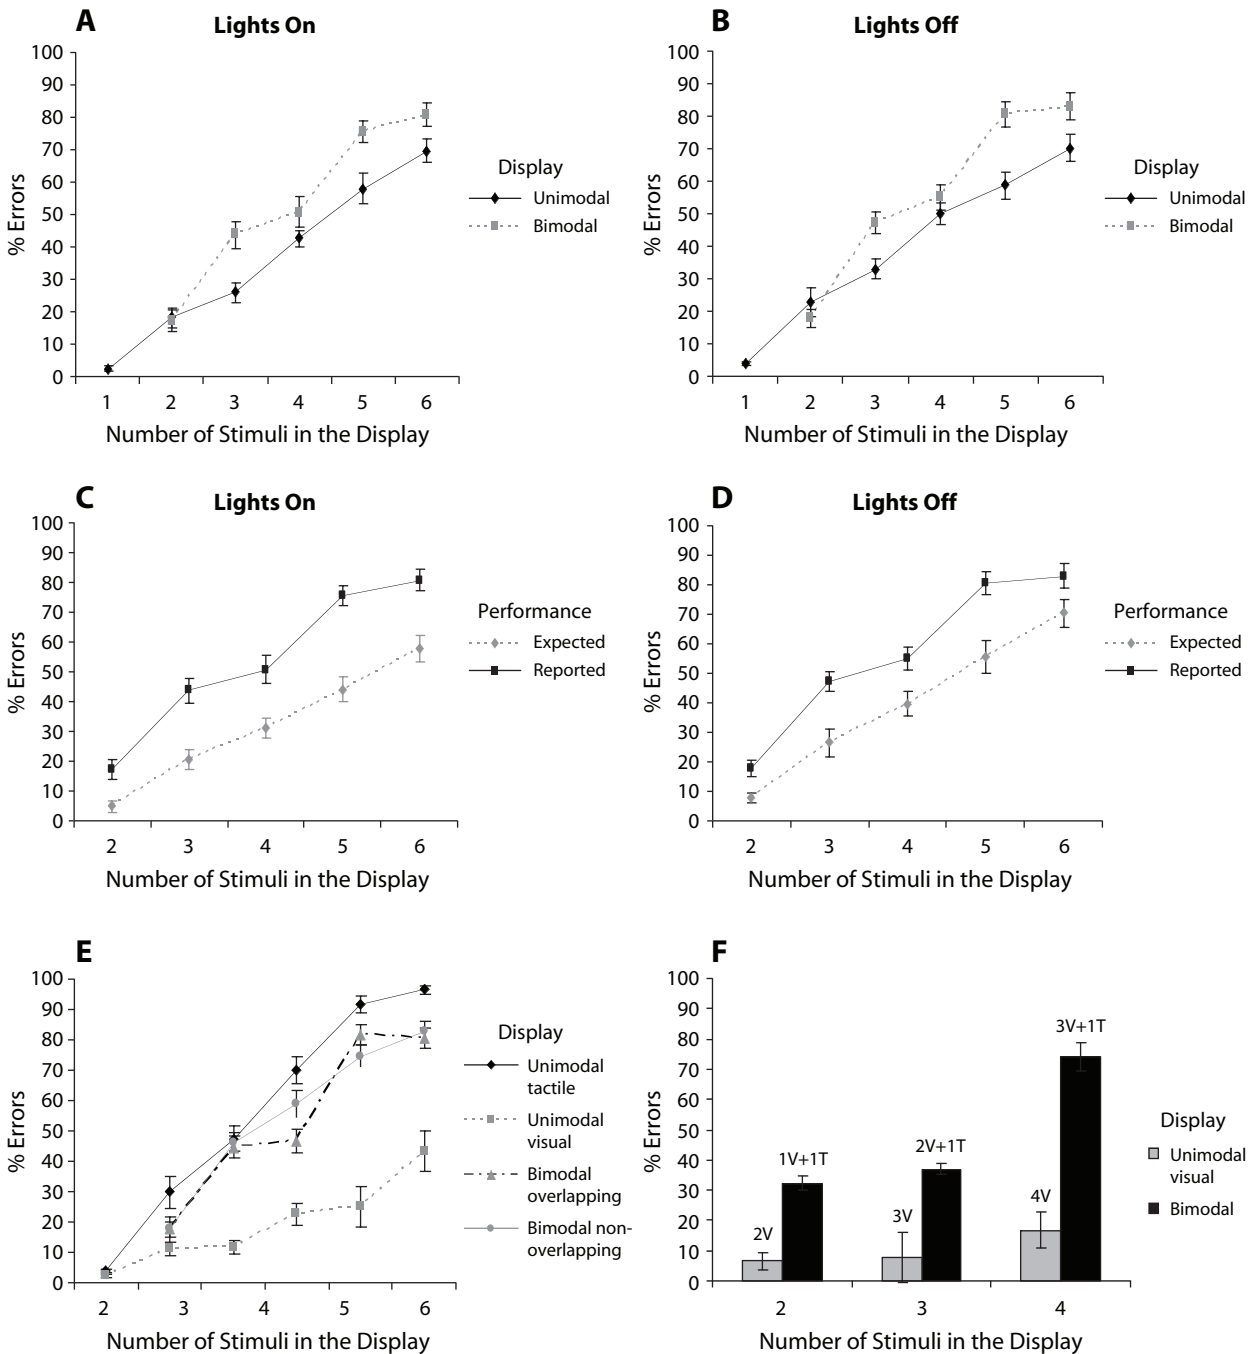 A
Lights On
100
90
80
70
60
50
40
30
20
10
0
% Errors
1 2 3 4 5 6
Number of Stimuli in the Display
Display
Unimodal
Bimodal
B
Lights Off
100
90
80
70
60
50
40
30
20
10
0
% Errors
1 2 3 4 5 6
Number of Stimuli in the Display
Display
Unimodal
Bimodal
C
Lights On
100
90
80
70
60
50
40
30
20
10
0
% Errors
2 3 4 5 6
Number of Stimuli in the Display
Performance
Expected
Reported
D
Lights Off
100
90
80
70
60
50
40
30
20
10
0
% Errors
2 3 4 5 6
Number of Stimuli in the Display
Performance
Expected
Reported
E
100
90
80
70
60
50
40
30
20
10
0
% Errors
2 3 4 5 6
Number of Stimuli in the Display
Display
Unimodal
tactile
Unimodal
visual
Bimodal
overlapping
Bimodal non-
overlapping
F
100
90
80
70
60
50
40
30
20
10
0
% Errors
2V
1V+1T
3V
2V+1T
4V
3V+1T
2 3 4
Number of Stimuli in the Display
Display
Unimodal
visual
Bimodal